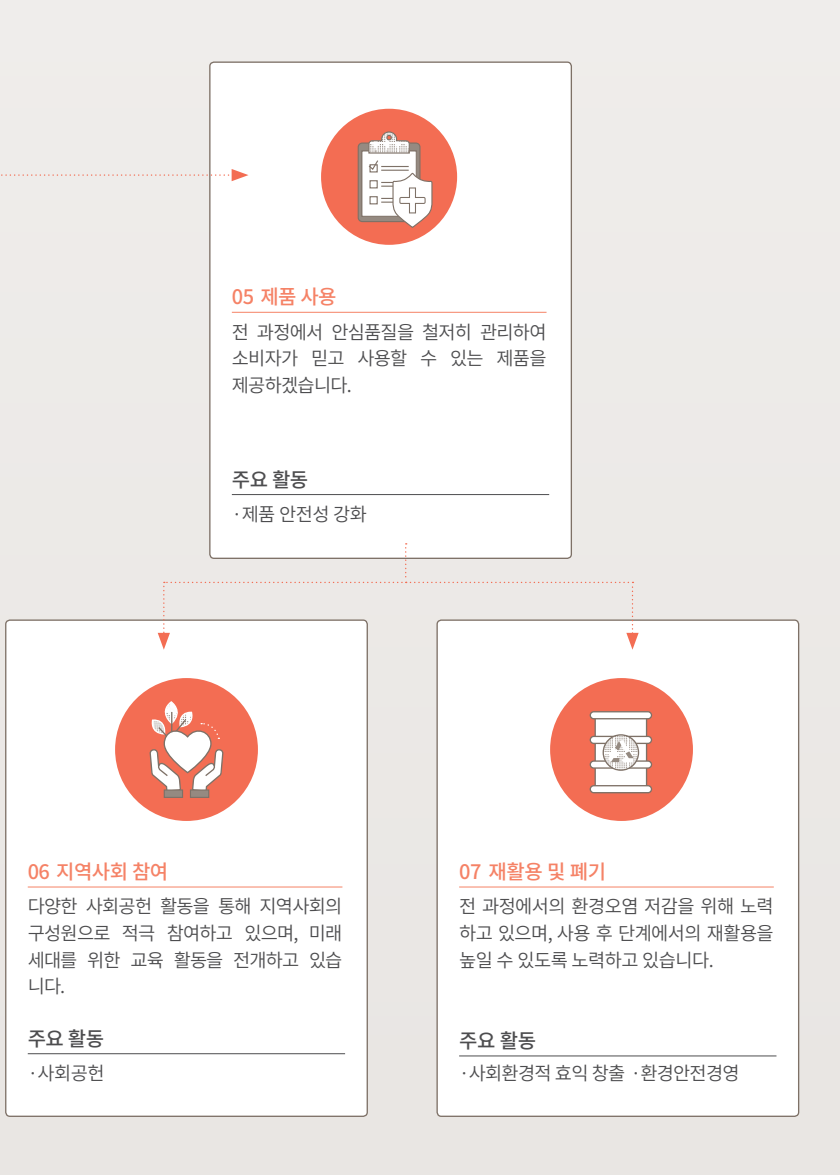 05 제품 사용
전 과정에서 안심품질을 철저히 관리하여
소비자가 믿고 사용할 수 있는 제품을
제공하겠습니다.
주요 활동
·제품 안전성 강화
06 지역사회 참여
다양한 사회공헌 활동을 통해 지역사회의
구성원으로 적극 참여하고 있으며, 미래
세대를 위한 교육 활동을 전개하고 있습
니다.
주요 활동
·사회공헌
07 재활용 및 폐기
전 과정에서의 환경오염 저감을 위해 노력
하고 있으며, 사용 후 단계에서의 재활용을
높일 수 있도록 노력하고 있습니다.
주요 활동
·사회환경적 효익 창출 ·환경안전경영